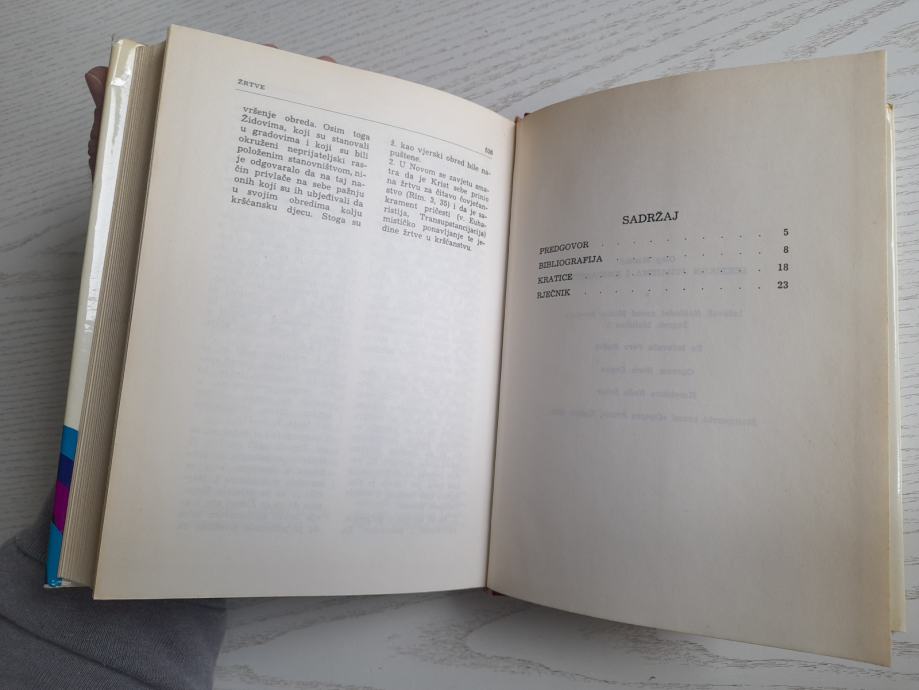 ŽRTVE
636
vršenje obreda. Osim toga
Židovima, koji su stanovali
u gradovima i koji su bili
okruženi neprijateljski ras-
položenim stanovništvom, ni-
je odgovaralo da na taj na-
čin privlače na sebe pažnju
onih koji su ih ubjeđivali da
u svojim obredima kolju
kršćansku djecu. Stoga su
ž. kao vjerski obred bile na-
puštene.
2. U Novom se zavjetu sma-
tra da je Krist sebe prinio
na žrtvu za čitavo čovječan-
stvo (Rim. 3, 35) i da je sa-
krament pričesti (v. Euha-
ristija, Transupstancijacija)
mističko ponavljanje te je-
dine žrtve u kršćanstvu.
SADRŽAJ
PREDGOVOR . . . . . . . . 5
BIBLIOGRAFIJA . . . . . . . 8
KRATICE . . . . . . . . . 18
RJEČNIK . . . . . . . . . 23